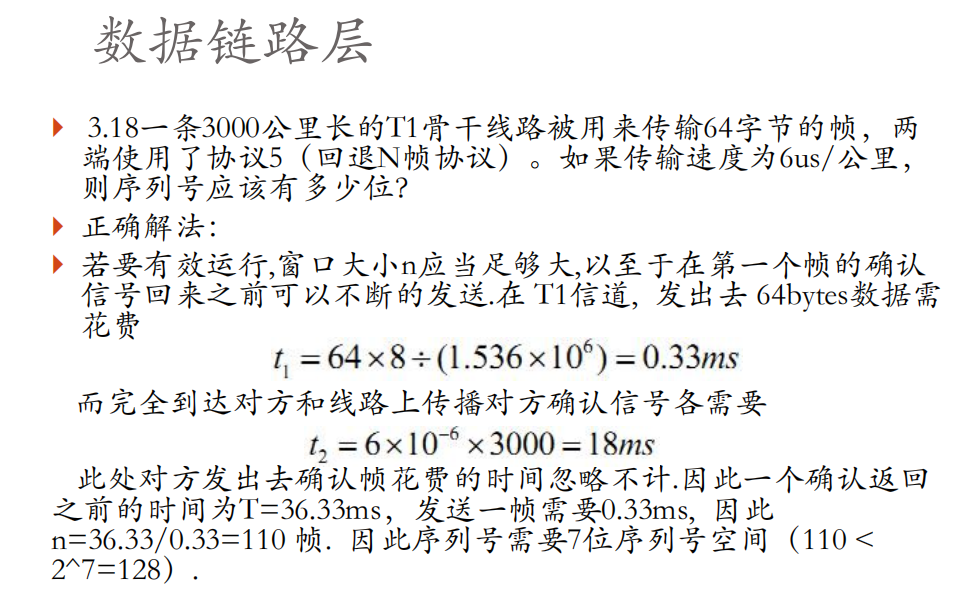 数据链路层
3.18一条3000公里长的T1骨干线路被用来传输64字节的帧，两
端使用了协议5（回退N帧协议）。如果传输速度为6us/公里，
则序列号应该有多少位?
正确解法：
若要有效运行,窗口大小n应当足够大,以至于在第一个帧的确认
信号回来之前可以不断的发送.在 T1信道，发出去 64bytes数据需
花费
t₁ = 64×8÷(1.536×10⁶) = 0.33ms
而完全到达对方和线路上传播对方确认信号各需要
t₂ = 6×10⁻⁶×3000 = 18ms
此处对方发出去确认帧花费的时间忽略不计.因此一个确认返回
之前的时间为T=36.33ms，发送一帧需要0.33ms, 因此
n=36.33/0.33=110 帧. 因此序列号需要7位序列号空间（110 <
2^7=128）.